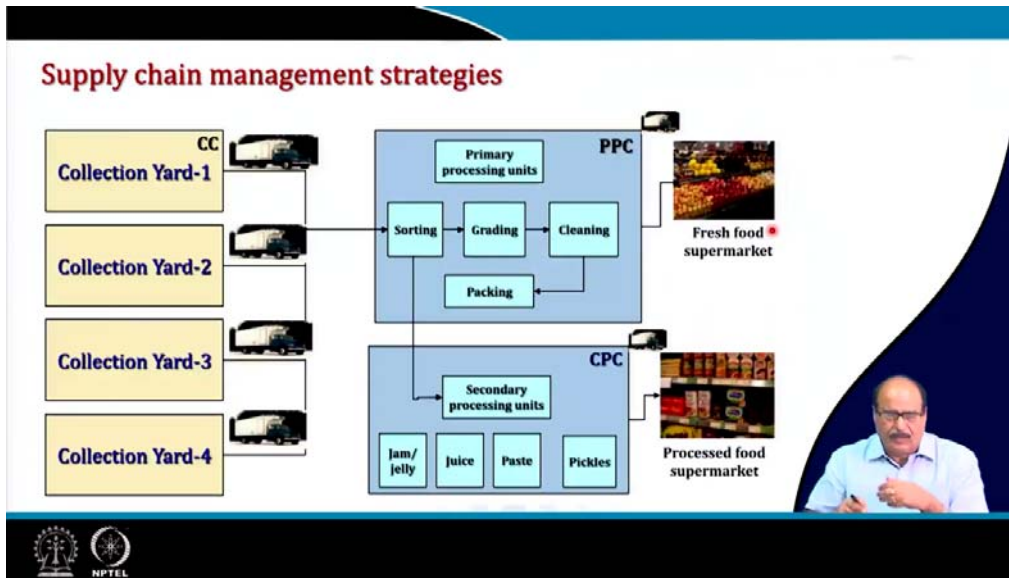 Supply chain management strategies
CC
Collection Yard-1
Collection Yard-2
Collection Yard-3
Collection Yard-4
PPC
Primary
processing units
Sorting
Grading
Cleaning
Packing
Fresh food
supermarket
CPC
Secondary
processing units
Jam/
jelly
Juice
Paste
Pickles
Processed food
supermarket
NPTEL